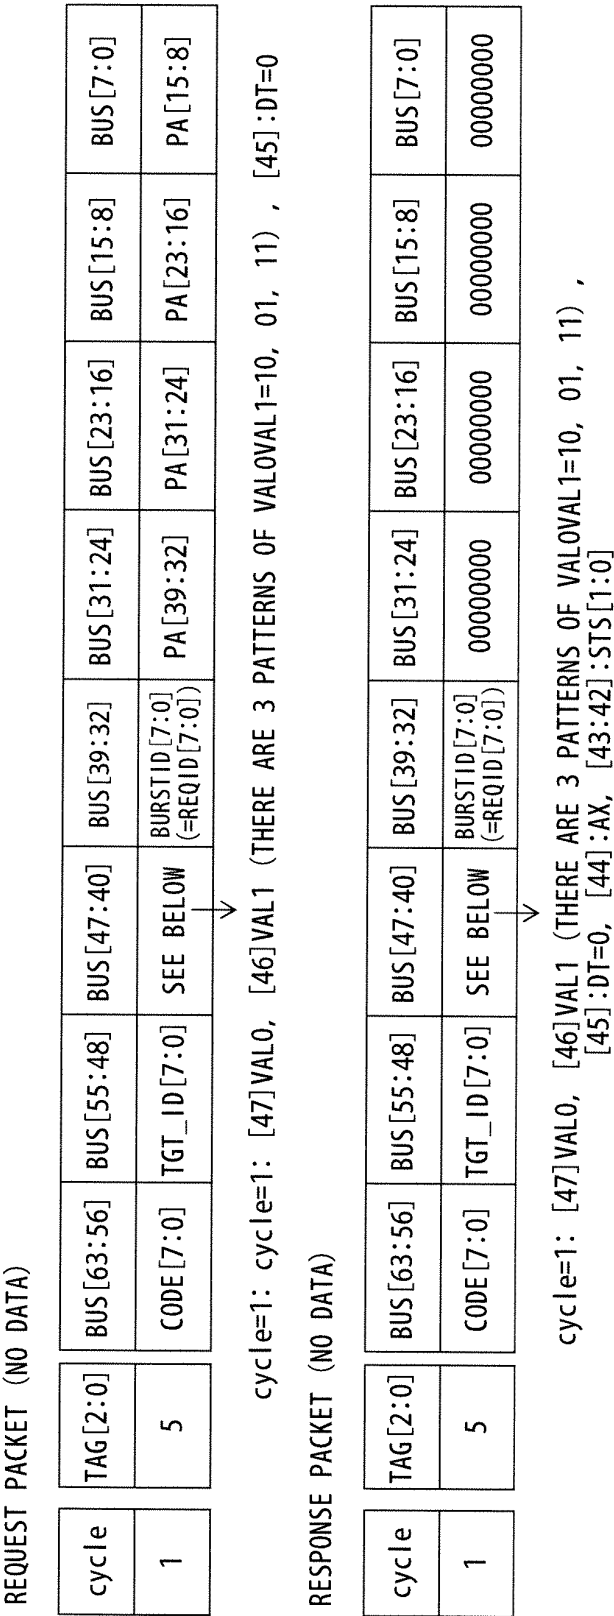 REQUEST PACKET (NO DATA)
cycle TAG[2:0] BUS[63:56] BUS[55:48] BUS[47:40] BUS[39:32] BUS[31:24] BUS[23:16] BUS[15:8] BUS[7:0]
1 5 CODE[7:0] TGT_ID[7:0] SEE BELOW BURSTID[7:0] (=REQID[7:0]) PA[39:32] PA[31:24] PA[23:16] PA[15:8]
cycle=1: cycle=1: [47]VAL0, [46]VAL1 (THERE ARE 3 PATTERNS OF VAL0VAL1=10, 01, 11), [45]:DT=0
RESPONSE PACKET (NO DATA)
cycle TAG[2:0] BUS[63:56] BUS[55:48] BUS[47:40] BUS[39:32] BUS[31:24] BUS[23:16] BUS[15:8] BUS[7:0]
1 5 CODE[7:0] TGT_ID[7:0] SEE BELOW BURSTID[7:0] (=REQID[7:0]) 00000000 00000000 00000000 00000000
cycle=1: [47]VAL0, [46]VAL1 (THERE ARE 3 PATTERNS OF VAL0VAL1=10, 01, 11),
[45]:DT=0, [44]:AX, [43:42]:STS[1:0]